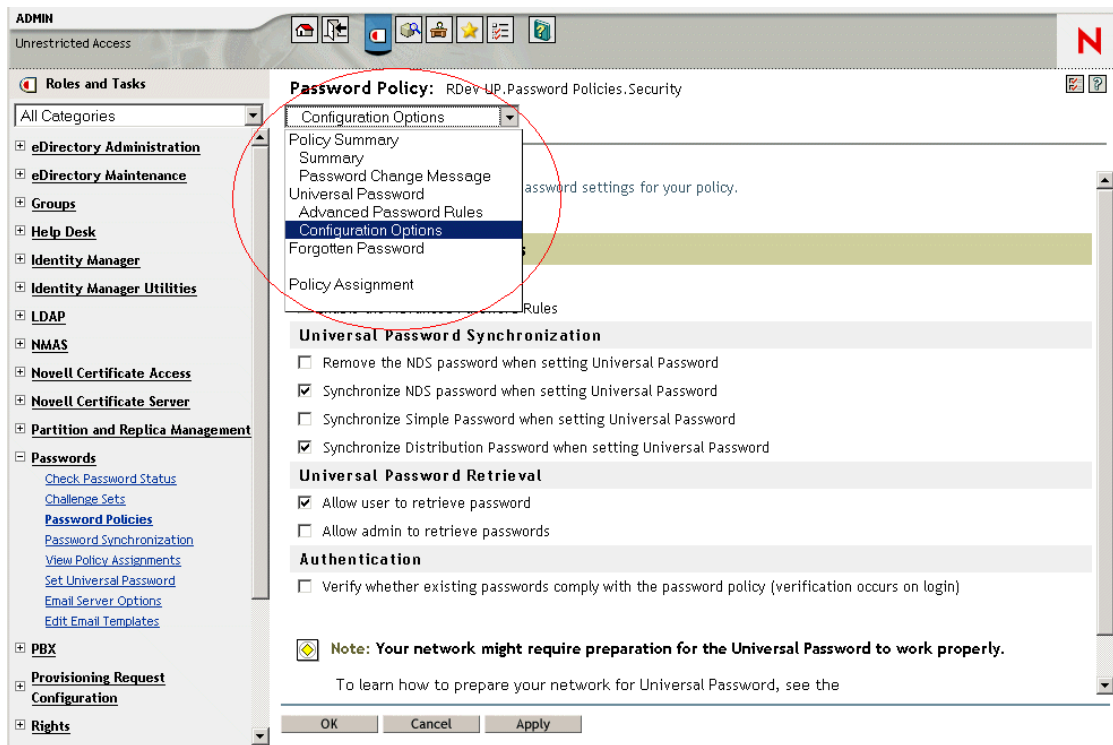 ADMIN
Unrestricted Access
N
Roles and Tasks
All Categories
eDirectory Administration
eDirectory Maintenance
Groups
Help Desk
Identity Manager
Identity Manager Utilities
LDAP
NMAS
Novell Certificate Access
Novell Certificate Server
Partition and Replica Management
Passwords
Check Password Status
Challenge Sets
Password Policies
Password Synchronization
View Policy Assignments
Set Universal Password
Email Server Options
Edit Email Templates
PBX
Provisioning Request
Configuration
Rights
Password Policy: RDev-UP.Password Policies.Security
?
Configuration Options
Policy Summary
Summary
Password Change Message
Universal Password
Advanced Password Rules
Configuration Options
Forgotten Password
Policy Assignment
assword settings for your policy.
s
Rules
Universal Password Synchronization
Remove the NDS password when setting Universal Password
Synchronize NDS password when setting Universal Password
Synchronize Simple Password when setting Universal Password
Synchronize Distribution Password when setting Universal Password
Universal Password Retrieval
Allow user to retrieve password
Allow admin to retrieve passwords
Authentication
Verify whether existing passwords comply with the password policy (verification occurs on login)
Note: Your network might require preparation for the Universal Password to work properly.
To learn how to prepare your network for Universal Password, see the
OK Cancel Apply